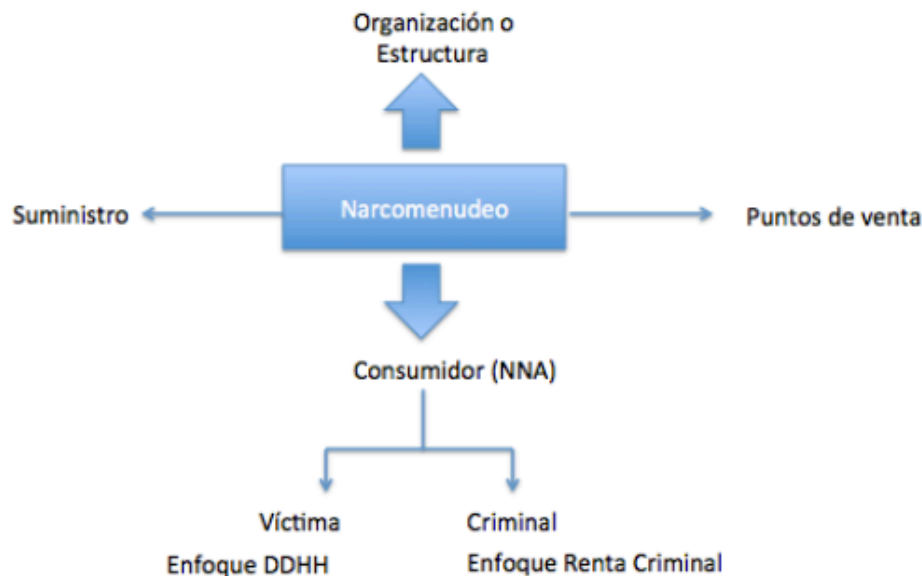 Organización o
Estructura
Narcomenudeo
Suministro
Puntos de venta
Consumidor (NNA)
Víctima
Criminal
Enfoque DDHH
Enfoque Renta Criminal